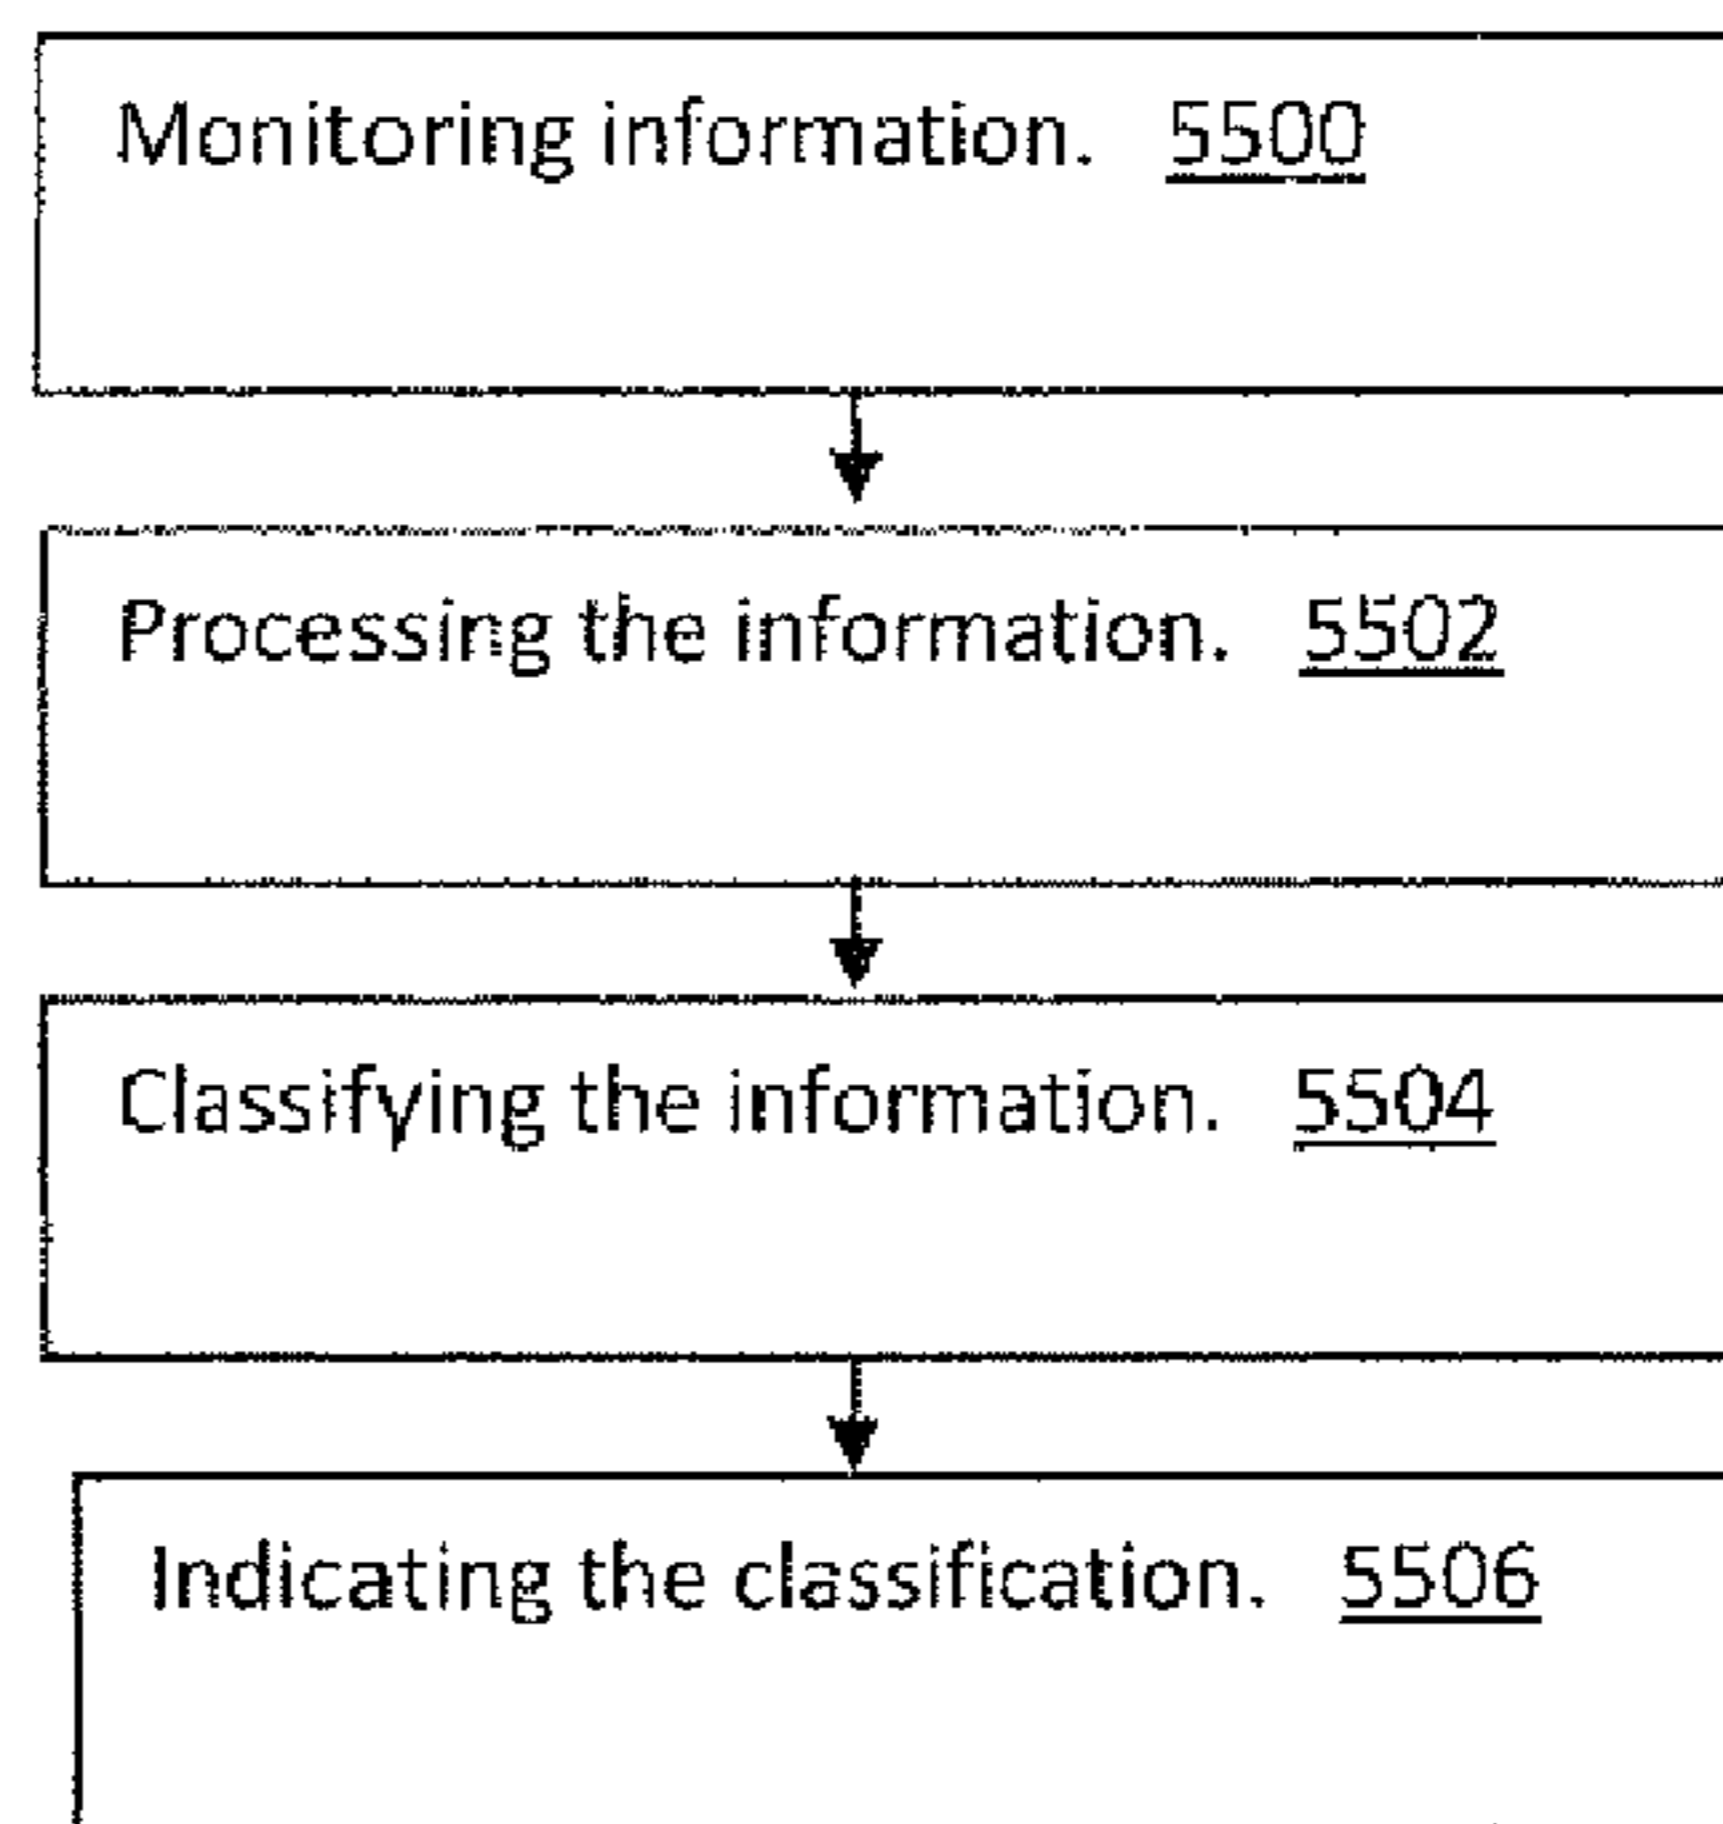 Monitoring information. 5500
Processing the information. 5502
Classifying the information. 5504
Indicating the classification. 5506